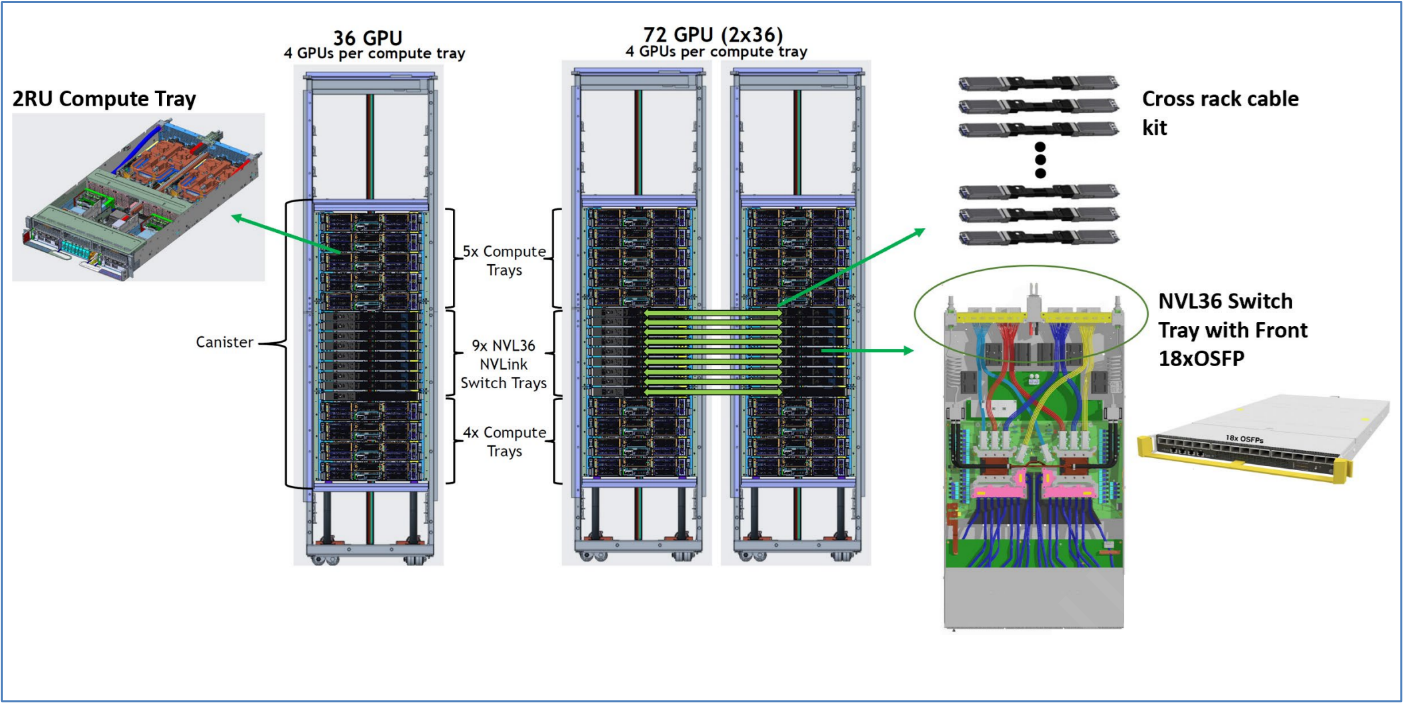 36 GPU
4 GPUs per compute tray
72 GPU (2x36)
4 GPUs per compute tray
2RU Compute Tray
Cross rack cable
kit
5x Compute
Trays
Canister
9x NVL36
NVLink
Switch Trays
4x Compute
Trays
NVL36 Switch
Tray with Front
18xOSFP
18x OSFPs